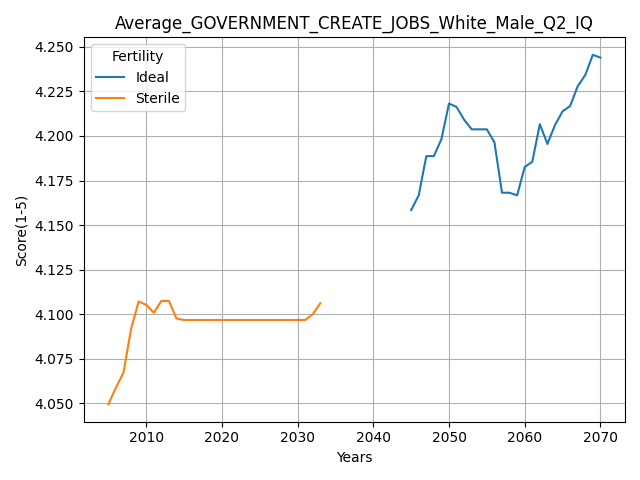 Average_GOVERNMENT_CREATE_JOBS_White_Male_Q2_IQ
Fertility
Ideal
Sterile
4.250
4.225
4.200
4.175
4.150
4.125
4.100
4.075
4.050
Score(1-5)
2010 2020 2030 2040 2050 2060 2070
Years